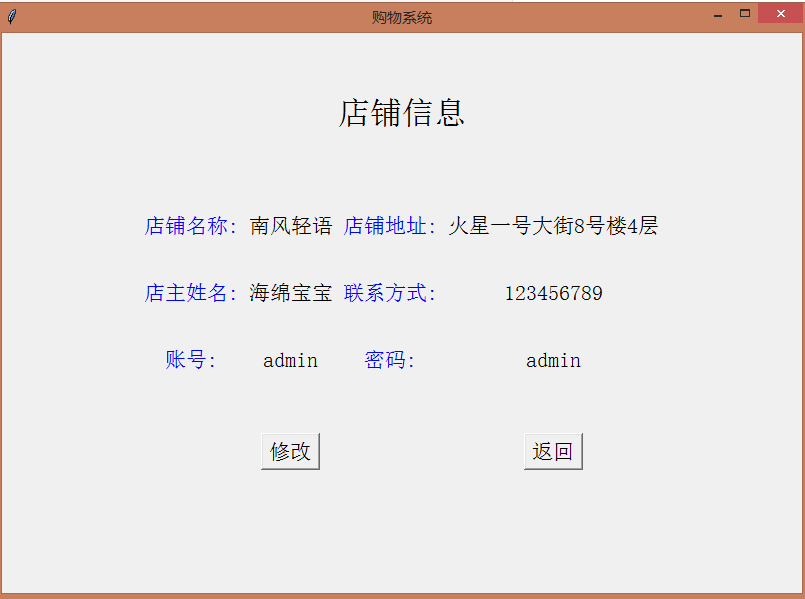 购物系统
店铺信息
店铺名称: 南风轻语 店铺地址: 火星一号大街8号楼4层
店主姓名: 海绵宝宝 联系方式: 123456789
账号: admin 密码: admin
修改 返回